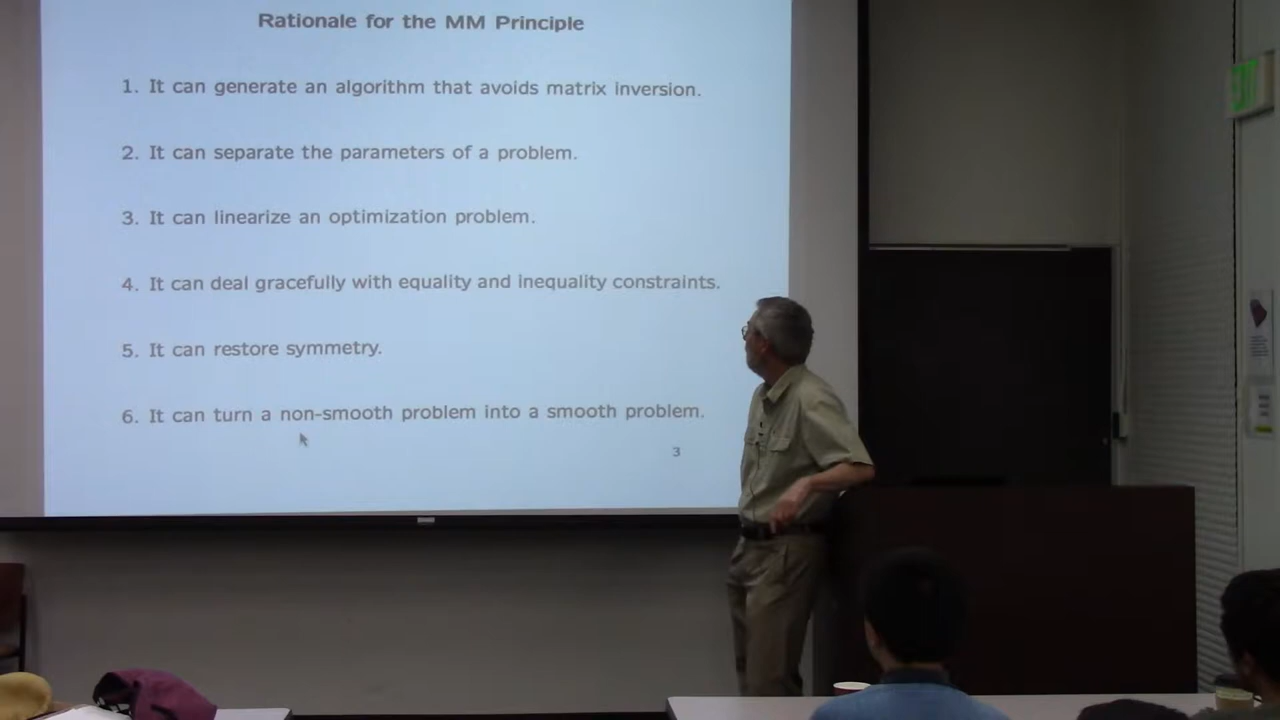 Rationale for the MM Principle
1. It can generate an algorithm that avoids matrix inversion.
2. It can separate the parameters of a problem.
3. It can linearize an optimization problem.
4. It can deal gracefully with equality and inequality constraints.
5. It can restore symmetry.
6. It can turn a non-smooth problem into a smooth problem.
3
EXIT